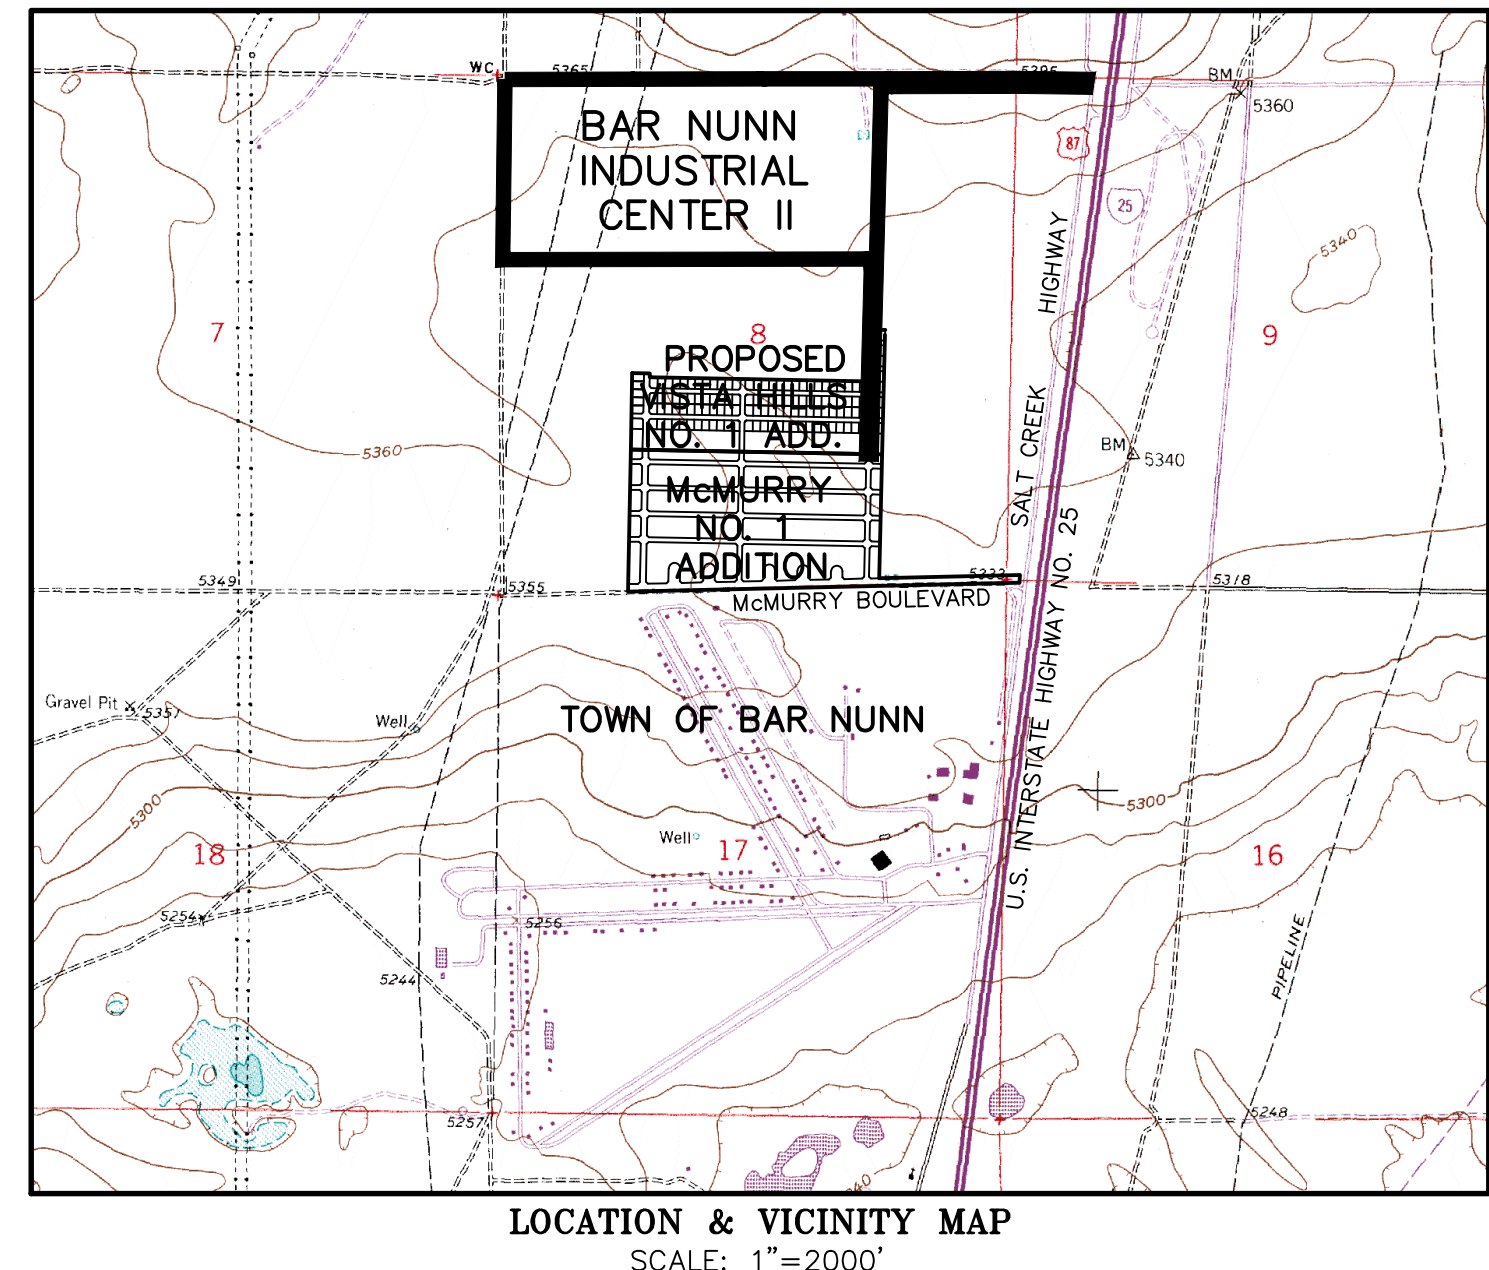 WC
5365
5395
BM
5360
BAR NUNN
INDUSTRIAL
CENTER II
87
25
5340
7
8
9
PROPOSED
VISTA HILLS
NO. 1 ADD.
SALT CREEK HIGHWAY
5360
BM
5340
McMURRY
NO. 1
ADDITION
5349
5355
5333
5318
McMURRY BOULEVARD
U.S. INTERSTATE HIGHWAY NO. 25
Gravel Pit
5351
Well
TOWN OF BAR NUNN
5300
5300
Well
18
17
16
5254
5256
5244
PIPELINE
5257
5248
LOCATION & VICINITY MAP
SCALE: 1"=2000'